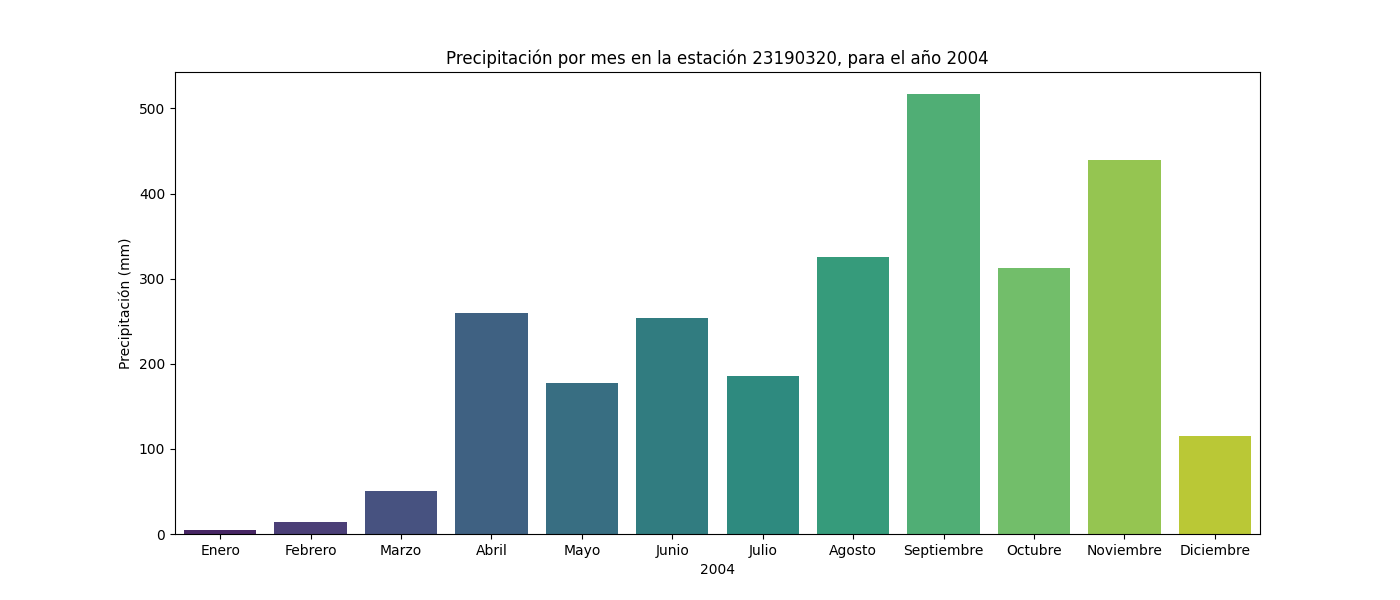 Precipitación por mes en la estación 23190320, para el año 2004
Precipitación (mm)
500
400
300
200
100
0
Enero Febrero Marzo Abril Mayo Junio Julio Agosto Septiembre Octubre Noviembre Diciembre
2004